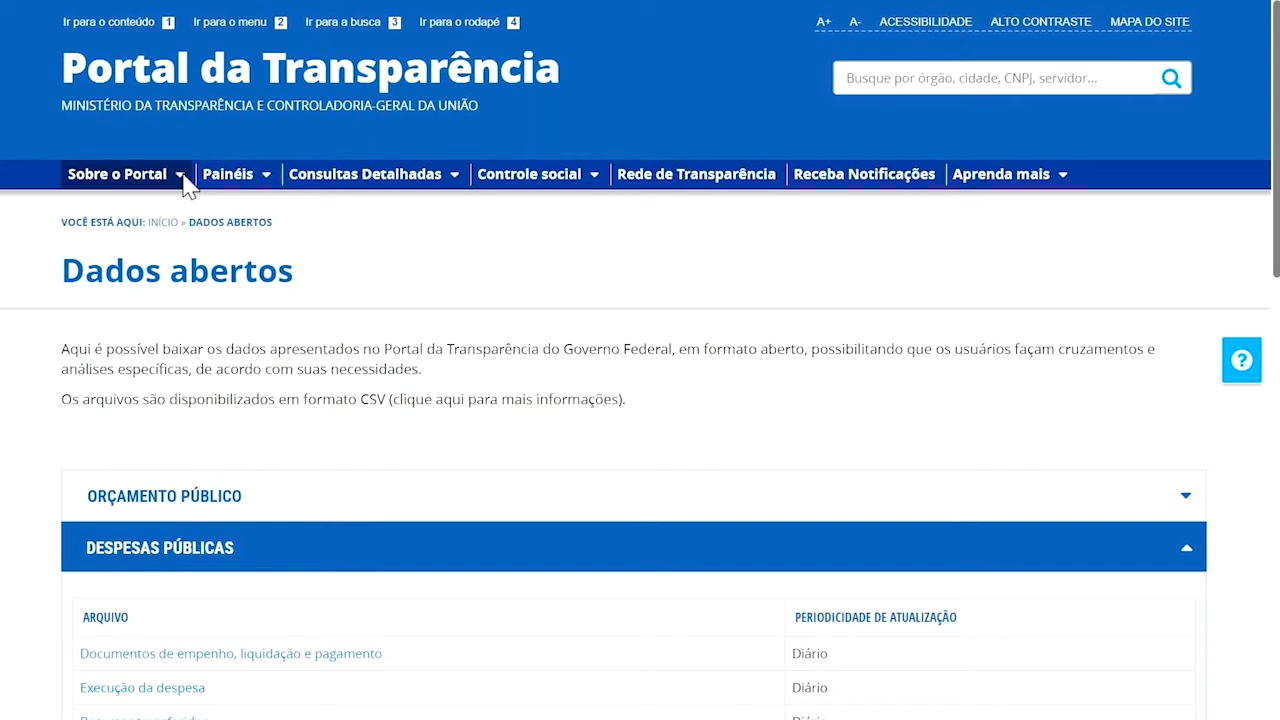 Ir para o conteúdo 1 Ir para o menu 2 Ir para a busca 3 Ir para o rodapé 4
A+ A- ACESSIBILIDADE ALTO CONTRASTE MAPA DO SITE
Portal da Transparência
Busque por órgão, cidade, CNPJ, servidor...
MINISTÉRIO DA TRANSPARÊNCIA E CONTROLADORIA-GERAL DA UNIÃO
Sobre o Portal Painéis Consultas Detalhadas Controle social Rede de Transparência Receba Notificações Aprenda mais
VOCÊ ESTÁ AQUI: INÍCIO » DADOS ABERTOS
Dados abertos
Aqui é possível baixar os dados apresentados no Portal da Transparência do Governo Federal, em formato aberto, possibilitando que os usuários façam cruzamentos e
análises específicas, de acordo com suas necessidades.
Os arquivos são disponibilizados em formato CSV (clique aqui para mais informações).
?
ORÇAMENTO PÚBLICO
DESPESAS PÚBLICAS
ARQUIVO PERIODICIDADE DE ATUALIZAÇÃO
Documentos de empenho, liquidação e pagamento Diário
Execução da despesa Diário